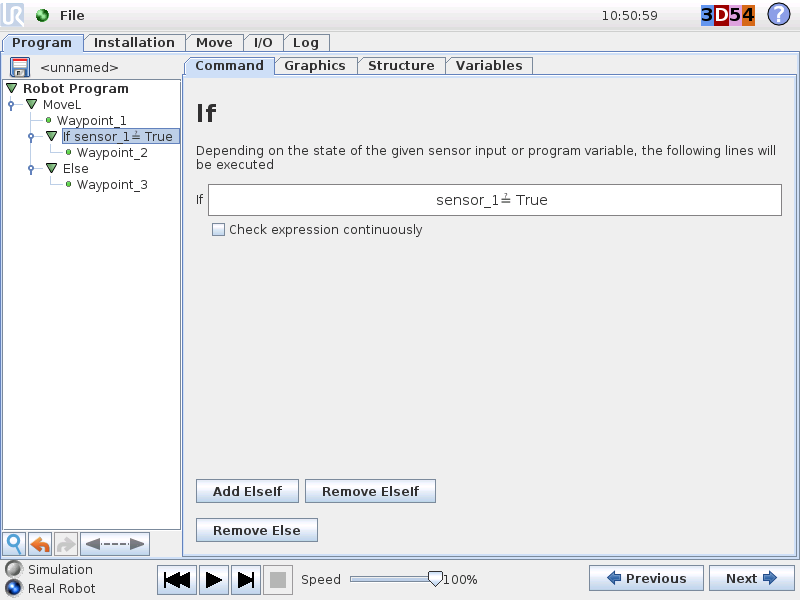 UR File 10:50:59 3D54 ?
Program Installation Move I/O Log
<unnamed>
Command Graphics Structure Variables
Robot Program
MoveL
Waypoint_1
If sensor_1≟ True
Waypoint_2
Else
Waypoint_3
If
Depending on the state of the given sensor input or program variable, the following lines will
be executed
If sensor_1≟ True
Check expression continuously
Add ElseIf Remove ElseIf
Remove Else
Simulation
Real Robot
Speed 100%
Previous Next